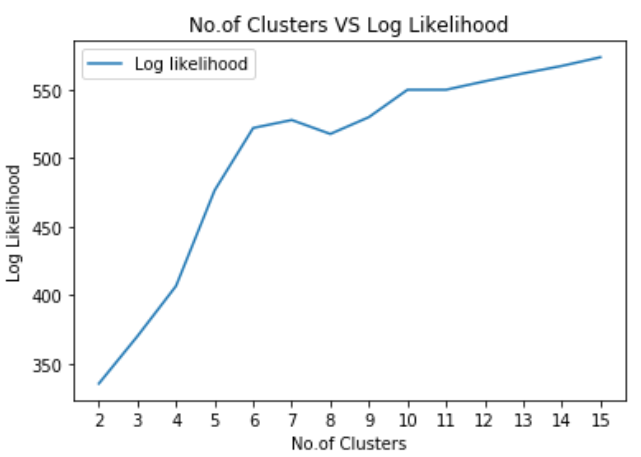 No.of Clusters VS Log Likelihood
Log likelihood
Log Likelihood
550
500
450
400
350
2 3 4 5 6 7 8 9 10 11 12 13 14 15
No.of Clusters